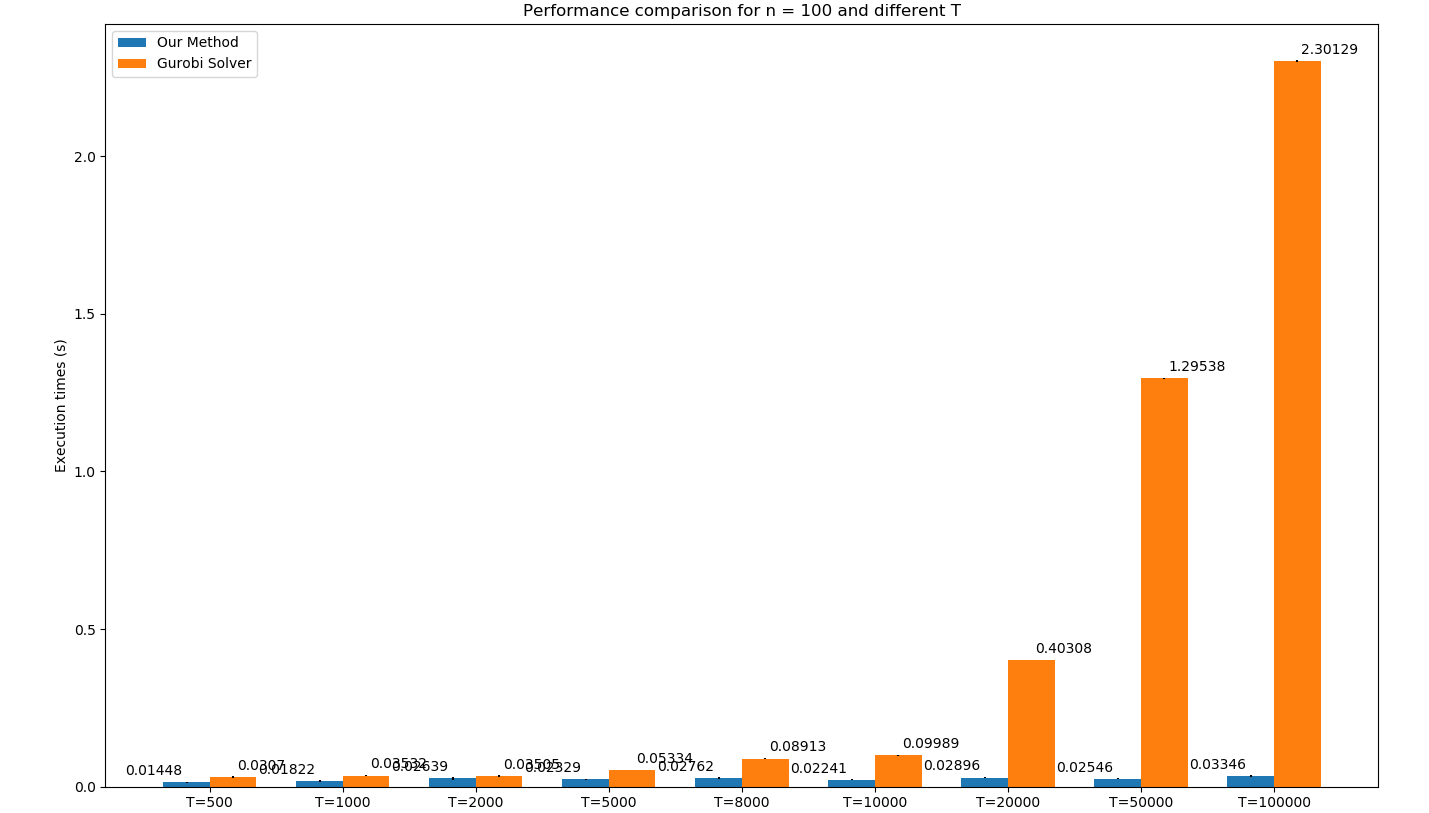 Performance comparison for n = 100 and different T
Our Method
Gurobi Solver
Execution times (s)
2.0
1.5
1.0
0.5
0.0
2.30129
1.29538
0.40308
0.01448
0.0307
0.01822
0.03532
0.02639
0.03505
0.02329
0.05334
0.02762
0.08913
0.02241
0.09989
0.02896
0.02546
0.03346
T=500
T=1000
T=2000
T=5000
T=8000
T=10000
T=20000
T=50000
T=100000